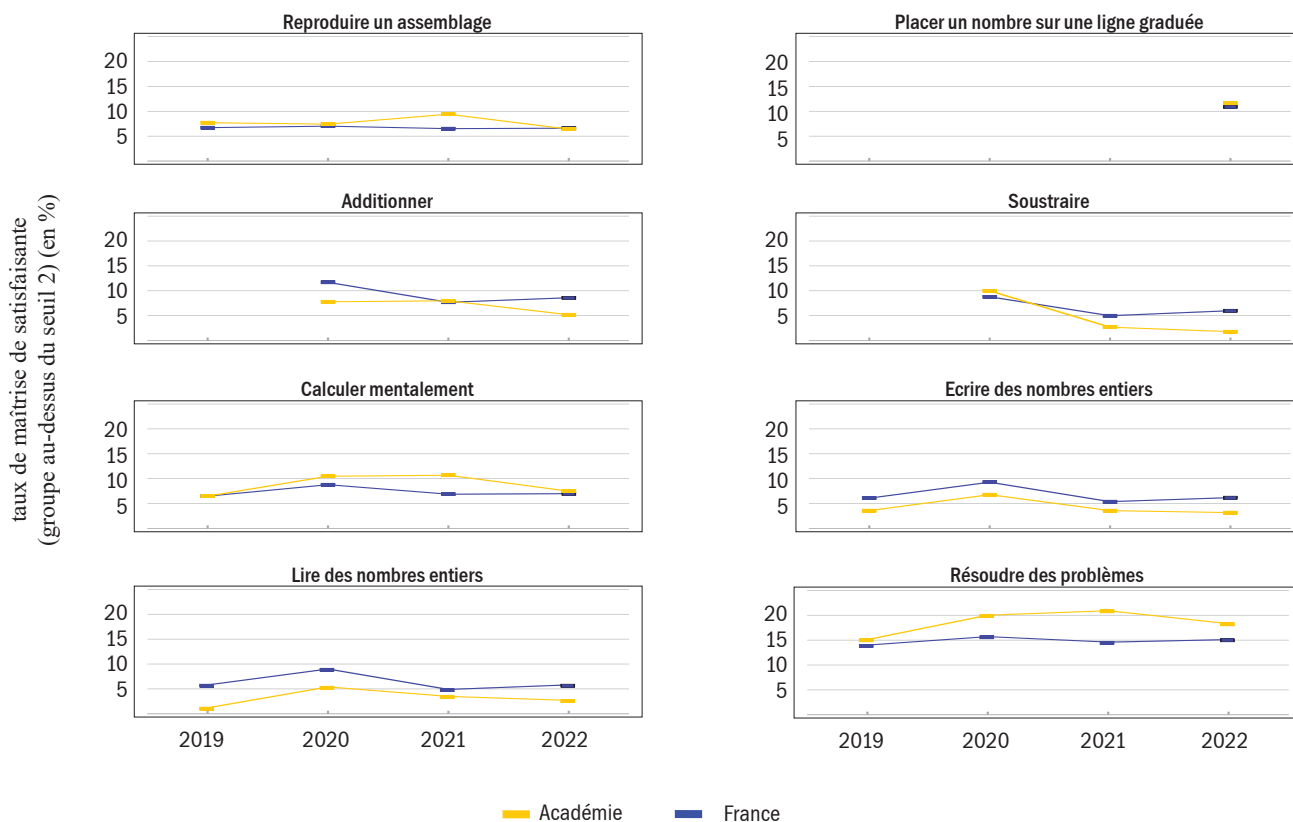 Reproduire un assemblage
20
15
10
5
Placer un nombre sur une ligne graduée
20
15
10
5
taux de maîtrise de satisfaisante
(groupe au-dessus du seuil 2) (en %)
Additionner
20
15
10
5
Soustraire
20
15
10
5
Calculer mentalement
20
15
10
5
Ecrire des nombres entiers
20
15
10
5
Lire des nombres entiers
20
15
10
5
2019 2020 2021 2022
Résoudre des problèmes
20
15
10
5
2019 2020 2021 2022
Académie France